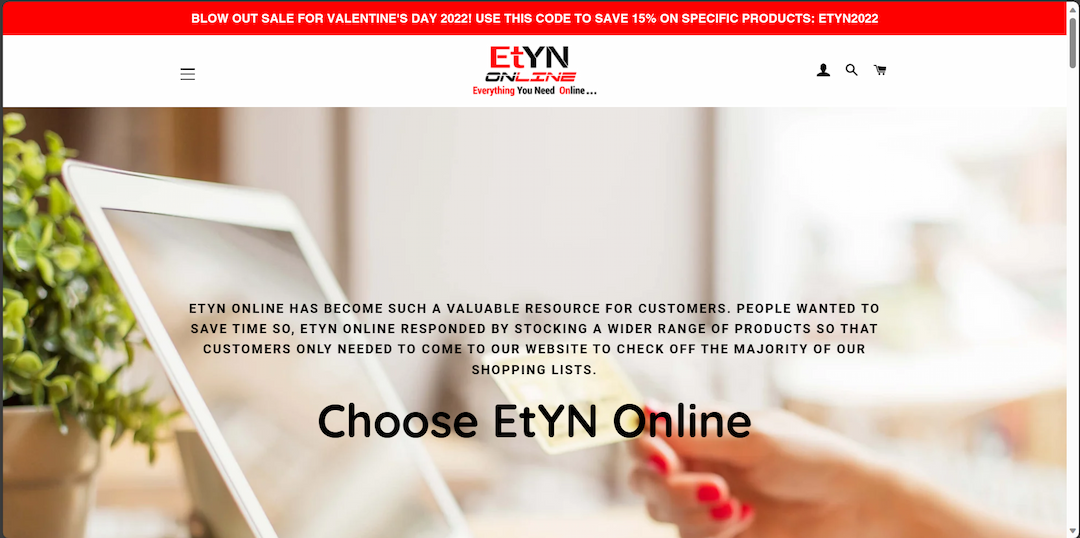 BLOW OUT SALE FOR VALENTINE'S DAY 2022! USE THIS CODE TO SAVE 15% ON SPECIFIC PRODUCTS: ETYN2022
EtYN
ONLINE
Everything You Need Online...
ETYN ONLINE HAS BECOME SUCH A VALUABLE RESOURCE FOR CUSTOMERS. PEOPLE WANTED TO
SAVE TIME SO, ETYN ONLINE RESPONDED BY STOCKING A WIDER RANGE OF PRODUCTS SO THAT
CUSTOMERS ONLY NEEDED TO COME TO OUR WEBSITE TO CHECK OFF THE MAJORITY OF OUR
SHOPPING LISTS.
Choose EtYN Online